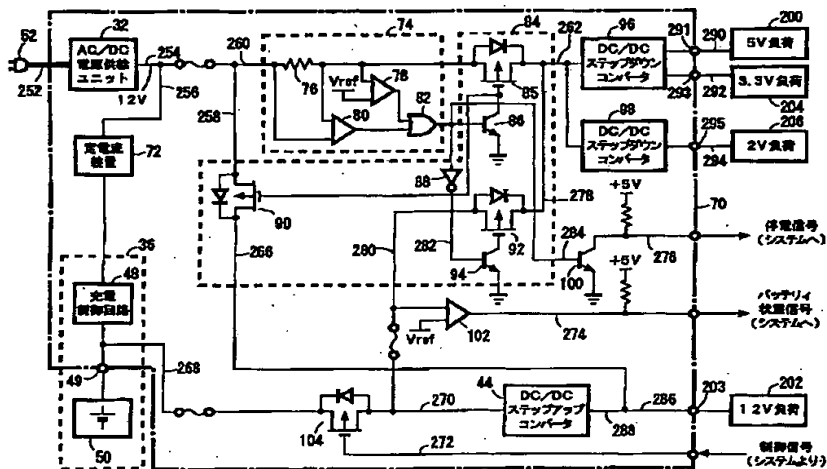 32
AC/DC
電源供給
ユニット
52
252
254
12V
256
260
74
76
Vref
78
80
82
84
85
86
262
96
DC/DC
ステップダウン
コンバータ
291
290
200
5V負荷
293
292
3.3V負荷
204
98
DC/DC
ステップダウン
コンバータ
295
294
206
2V負荷
258
72
定電流
装置
88
278
+5V
70
90
92
280
282
284
停電信号
(システムへ)
276
266
94
100
+5V
36
48
充電
制御回路
102
Vref
274
バッテリィ
状置信号
(システムへ)
49
268
44
DC/DC
ステップアップ
コンバータ
270
288
286
203
202
12V負荷
50
104
272
制御信号
(システムより)